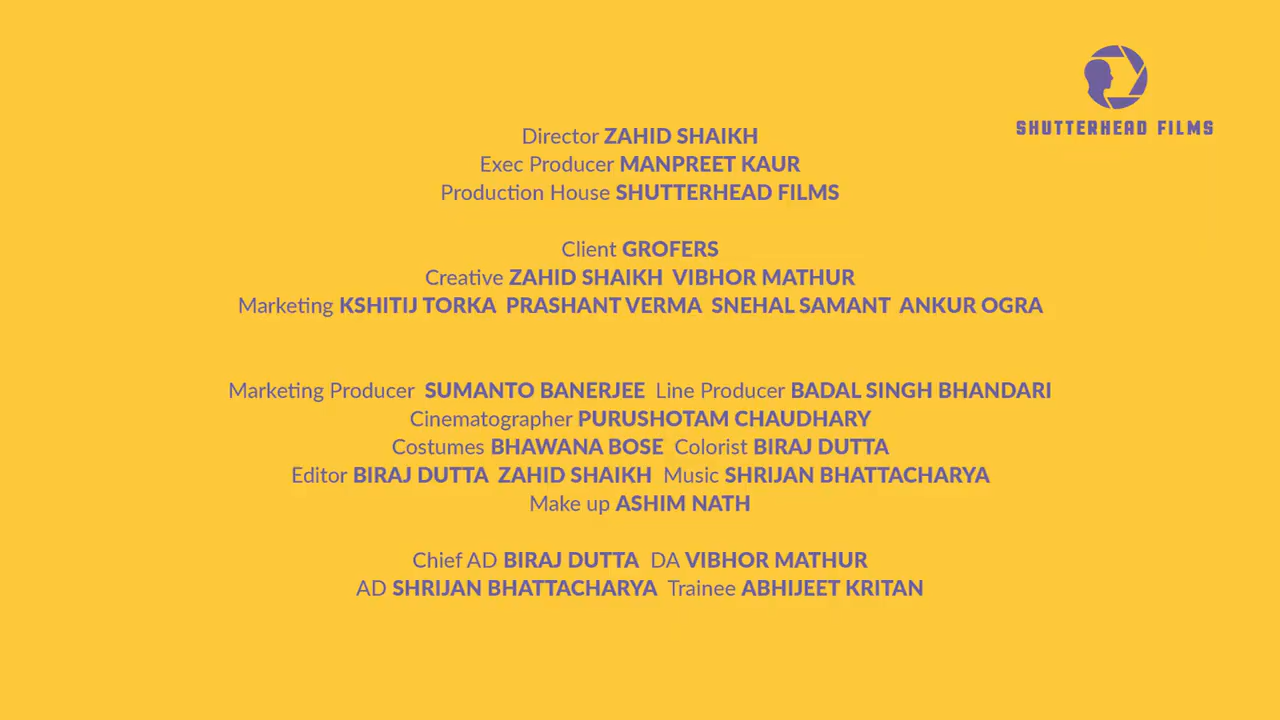 SHUTTERHEAD FILMS
Director ZAHID SHAIKH
Exec Producer MANPREET KAUR
Production House SHUTTERHEAD FILMS
Client GROFERS
Creative ZAHID SHAIKH VIBHOR MATHUR
Marketing KSHITIJ TORKA PRASHANT VERMA SNEHAL SAMANT ANKUR OGRA
Marketing Producer SUMANTO BANERJEE Line Producer BADAL SINGH BHANDARI
Cinematographer PURUSHOTAM CHAUDHARY
Costumes BHAWANA BOSE Colorist BIRAJ DUTTA
Editor BIRAJ DUTTA ZAHID SHAIKH Music SHRIJAN BHATTACHARYA
Make up ASHIM NATH
Chief AD BIRAJ DUTTA DA VIBHOR MATHUR
AD SHRIJAN BHATTACHARYA Trainee ABHIJEET KRITAN